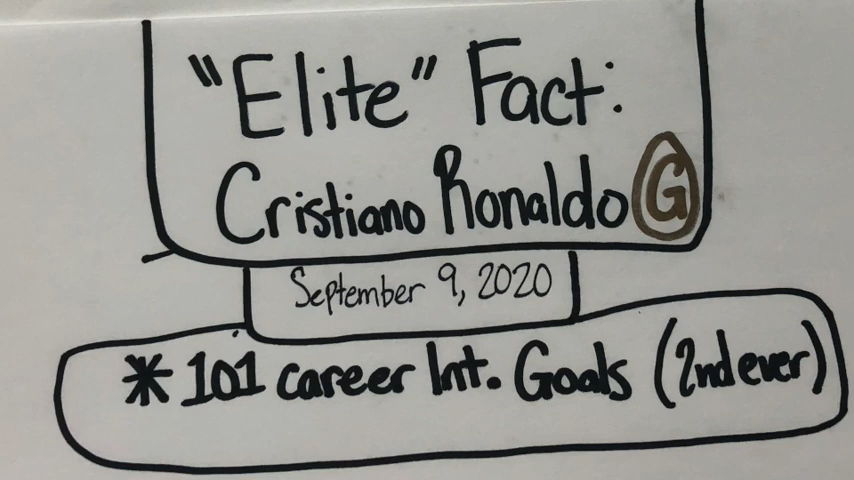 "Elite" Fact:
Cristiano Ronaldo G
September 9, 2020
* 101 career Int. Goals (2nd ever)